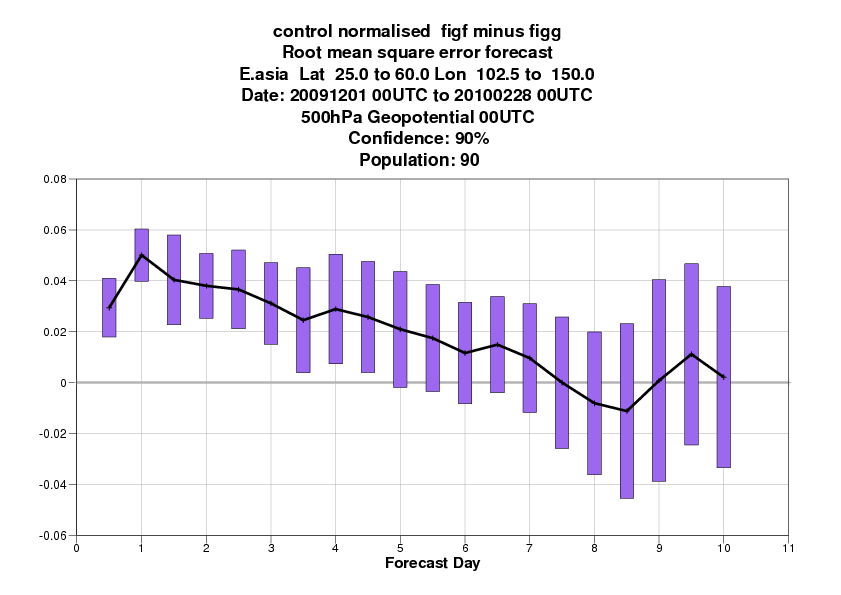 control normalised  figf minus figg
Root mean square error forecast
E.asia  Lat  25.0 to 60.0 Lon  102.5 to  150.0
Date: 20091201 00UTC to 20100228 00UTC
500hPa Geopotential 00UTC
Confidence: 90%
Population: 90
0.08
0.06
0.04
0.02
0
-0.02
-0.04
-0.06
0 1 2 3 4 5 6 7 8 9 10 11
Forecast Day